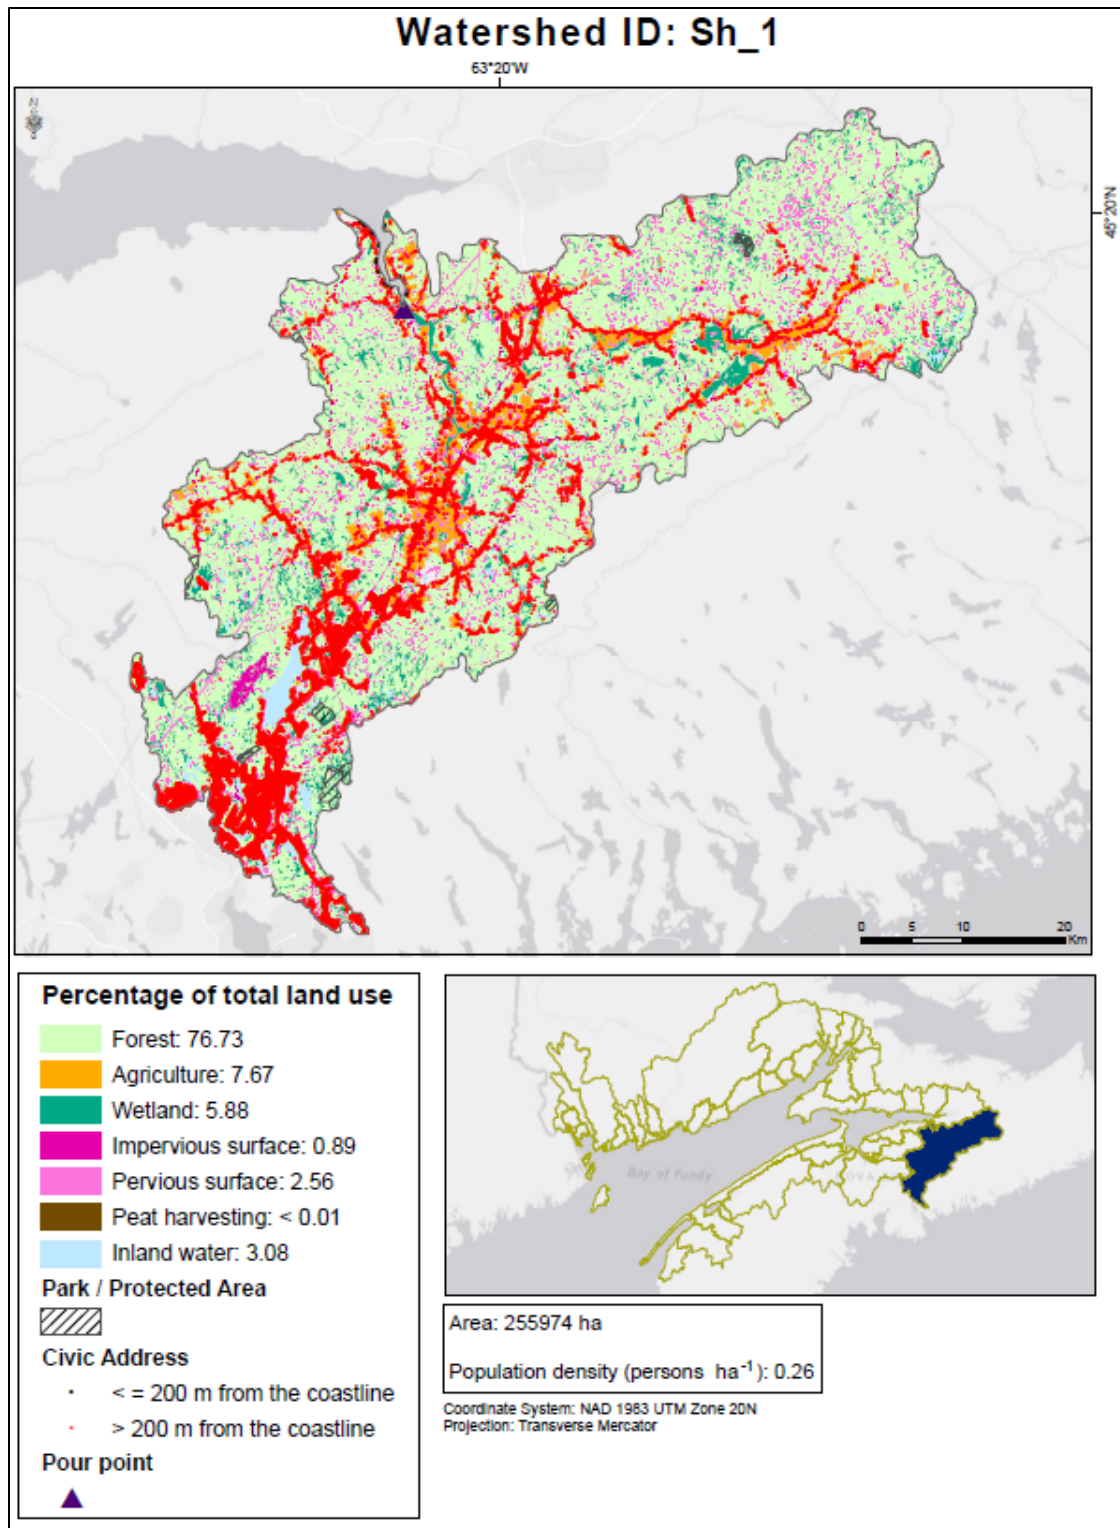 Watershed ID: Sh_1
63°20'W
N
45°20'N
0 5 10 20
Km
Percentage of total land use
Forest: 76.73
Agriculture: 7.67
Wetland: 5.88
Impervious surface: 0.89
Pervious surface: 2.56
Peat harvesting: < 0.01
Inland water: 3.08
Park / Protected Area
Civic Address
< = 200 m from the coastline
> 200 m from the coastline
Pour point
Bay of Fundy
Area: 255974 ha
Population density (persons ha⁻¹): 0.26
Coordinate System: NAD 1983 UTM Zone 20N
Projection: Transverse Mercator